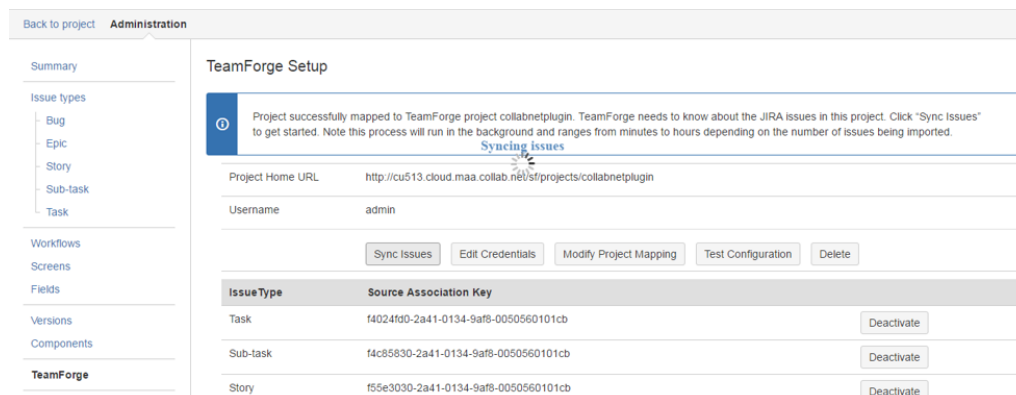 Back to project Administration
Summary
Issue types
Bug
Epic
Story
Sub-task
Task
Workflows
Screens
Fields
Versions
Components
TeamForge
TeamForge Setup
Project successfully mapped to TeamForge project collabnetplugin. TeamForge needs to know about the JIRA issues in this project. Click “Sync Issues”
to get started. Note this process will run in the background and ranges from minutes to hours depending on the number of issues being imported.
Syncing issues
Project Home URL http://cu513.cloud.maa.collab.net/sf/projects/collabnetplugin
Username admin
Sync Issues Edit Credentials Modify Project Mapping Test Configuration Delete
IssueType Source Association Key
Task f4024fd0-2a41-0134-9af8-0050560101cb Deactivate
Sub-task f4c85830-2a41-0134-9af8-0050560101cb Deactivate
Story f55e3030-2a41-0134-9af8-0050560101cb Deactivate